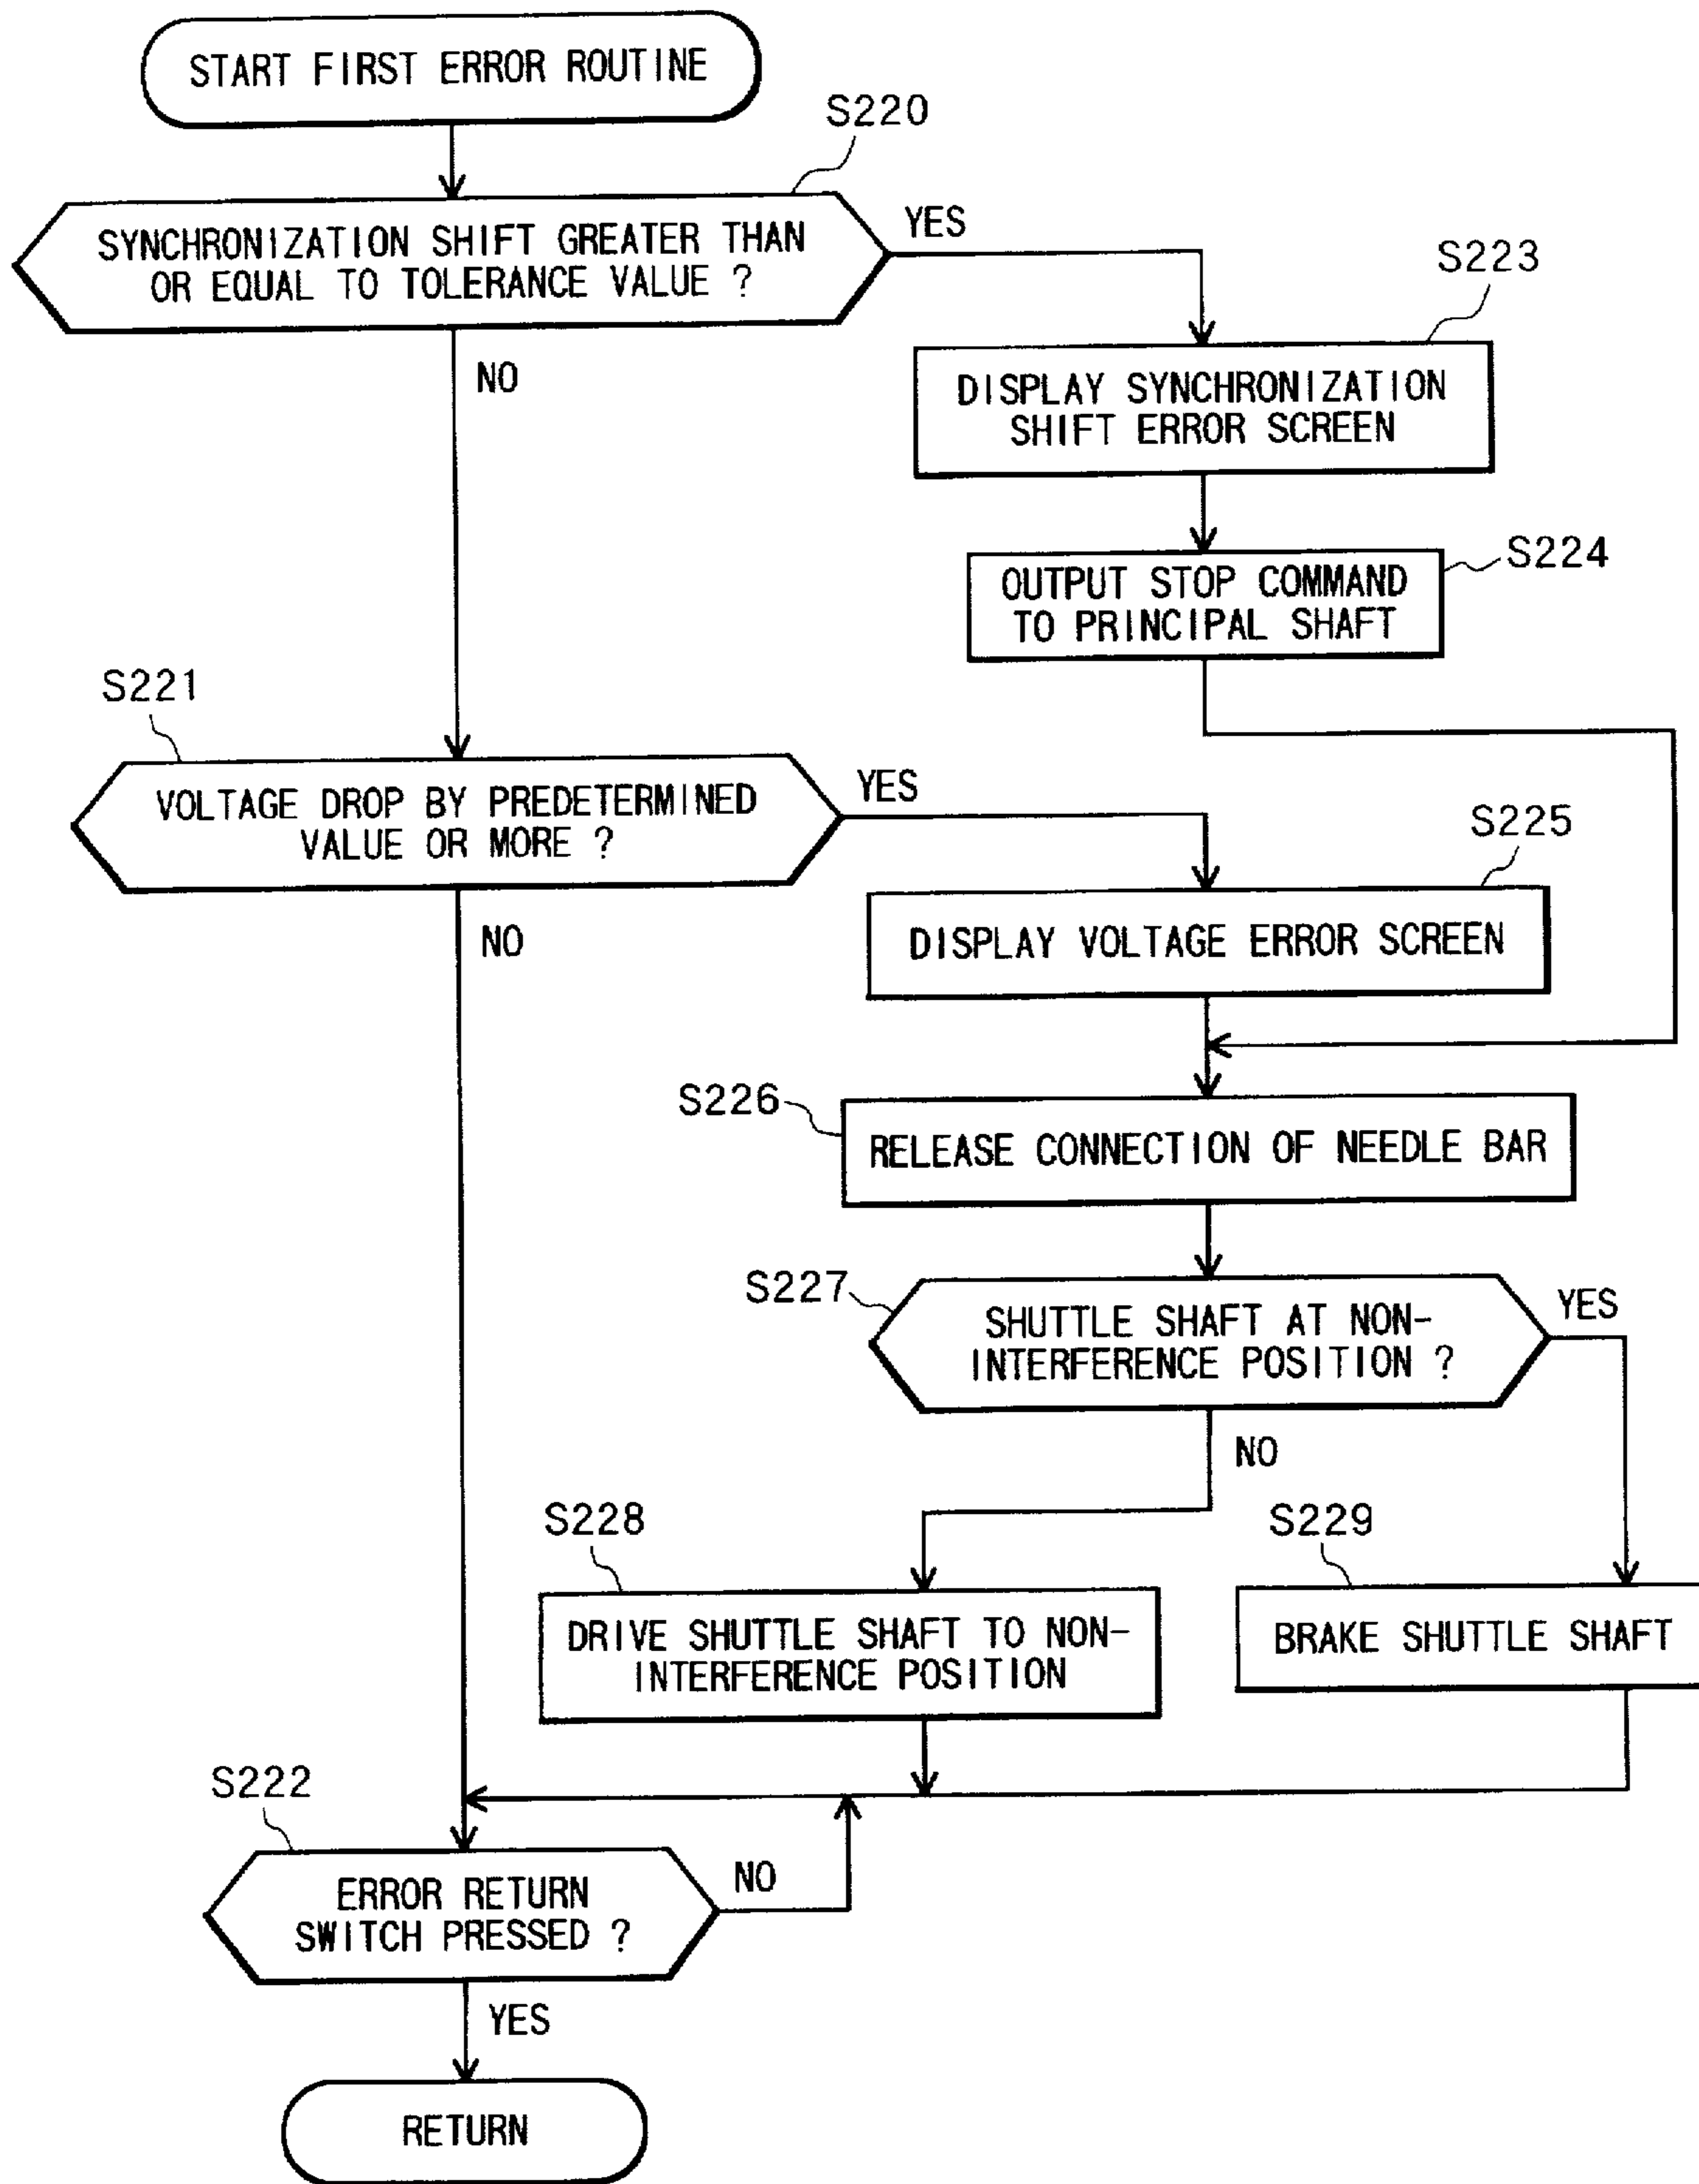 START FIRST ERROR ROUTINE
S220
SYNCHRONIZATION SHIFT GREATER THAN
OR EQUAL TO TOLERANCE VALUE ?
YES
NO
S223
DISPLAY SYNCHRONIZATION
SHIFT ERROR SCREEN
S224
OUTPUT STOP COMMAND
TO PRINCIPAL SHAFT
S221
VOLTAGE DROP BY PREDETERMINED
VALUE OR MORE ?
YES
NO
S225
DISPLAY VOLTAGE ERROR SCREEN
S226
RELEASE CONNECTION OF NEEDLE BAR
S227
SHUTTLE SHAFT AT NON-
INTERFERENCE POSITION ?
YES
NO
S228
DRIVE SHUTTLE SHAFT TO NON-
INTERFERENCE POSITION
S229
BRAKE SHUTTLE SHAFT
S222
ERROR RETURN
SWITCH PRESSED ?
NO
YES
RETURN